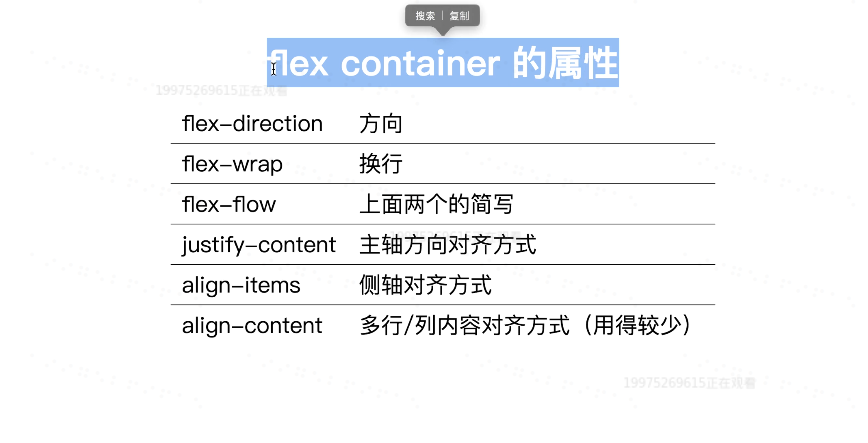 搜索 | 复制
flex container 的属性
19975269615正在观看
flex-direction 方向
flex-wrap 换行
flex-flow 上面两个的简写
justify-content 主轴方向对齐方式
align-items 侧轴对齐方式
align-content 多行/列内容对齐方式（用得较少）
19975269615正在观看